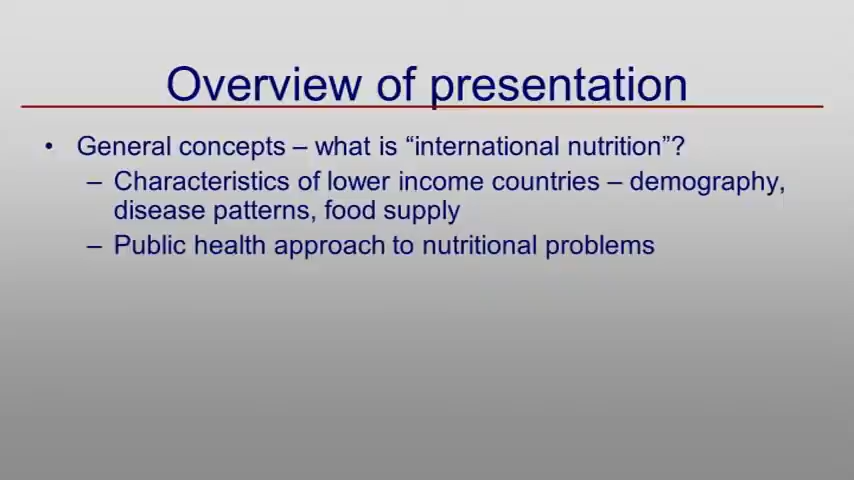 Overview of presentation
• General concepts – what is “international nutrition”?
– Characteristics of lower income countries – demography,
disease patterns, food supply
– Public health approach to nutritional problems